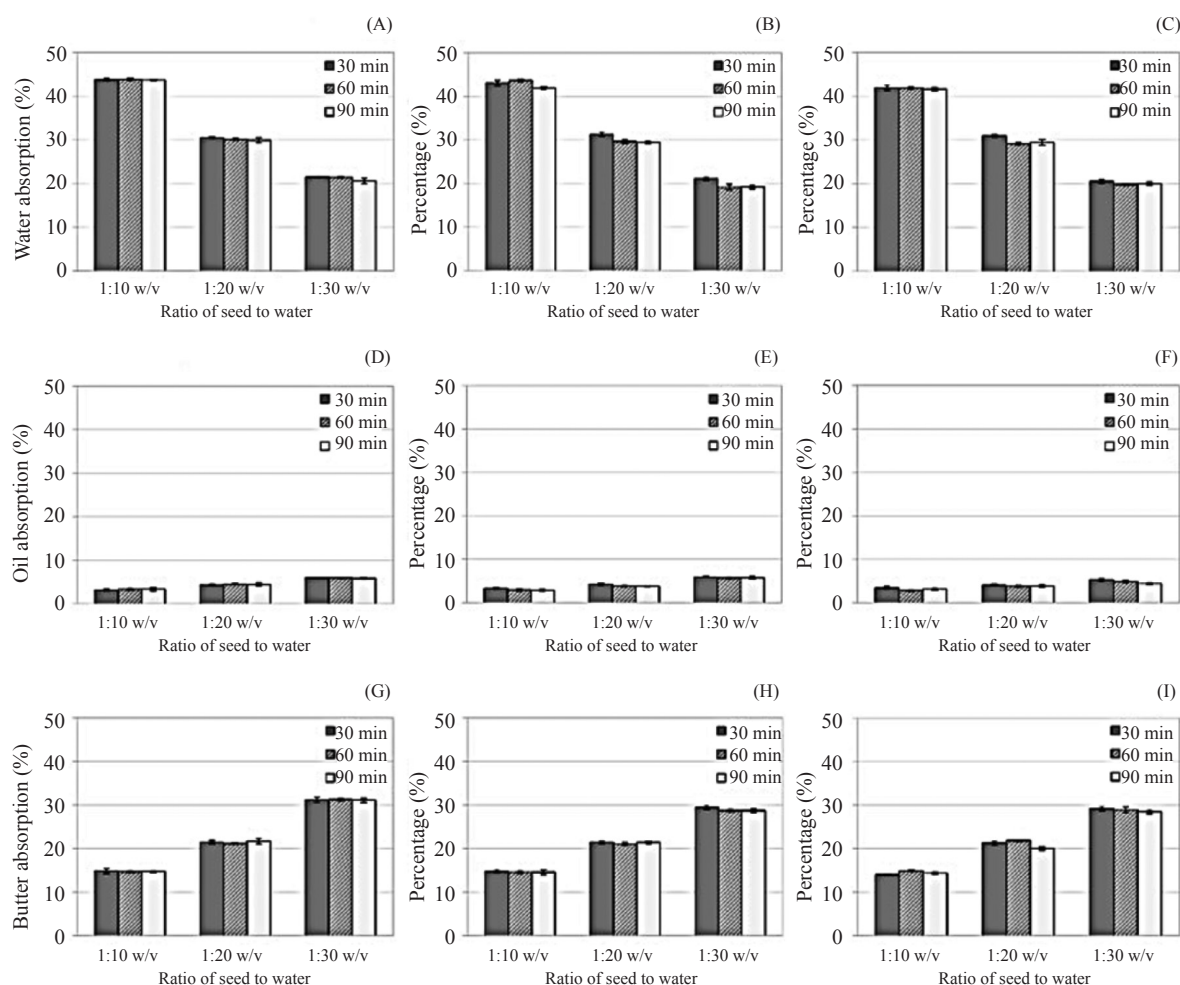 (A)
Water absorption (%)
50
40
30
20
10
0
30 min
60 min
90 min
1:10 w/v 1:20 w/v 1:30 w/v
Ratio of seed to water
(B)
Percentage (%)
50
40
30
20
10
0
30 min
60 min
90 min
1:10 w/v 1:20 w/v 1:30 w/v
Ratio of seed to water
(C)
Percentage (%)
50
40
30
20
10
0
30 min
60 min
90 min
1:10 w/v 1:20 w/v 1:30 w/v
Ratio of seed to water
(D)
Oil absorption (%)
50
40
30
20
10
0
30 min
60 min
90 min
1:10 w/v 1:20 w/v 1:30 w/v
Ratio of seed to water
(E)
Percentage (%)
50
40
30
20
10
0
30 min
60 min
90 min
1:10 w/v 1:20 w/v 1:30 w/v
Ratio of seed to water
(F)
Percentage (%)
50
40
30
20
10
0
30 min
60 min
90 min
1:10 w/v 1:20 w/v 1:30 w/v
Ratio of seed to water
(G)
Butter absorption (%)
50
40
30
20
10
0
30 min
60 min
90 min
1:10 w/v 1:20 w/v 1:30 w/v
Ratio of seed to water
(H)
Percentage (%)
50
40
30
20
10
0
30 min
60 min
90 min
1:10 w/v 1:20 w/v 1:30 w/v
Ratio of seed to water
(I)
Percentage (%)
50
40
30
20
10
0
30 min
60 min
90 min
1:10 w/v 1:20 w/v 1:30 w/v
Ratio of seed to water